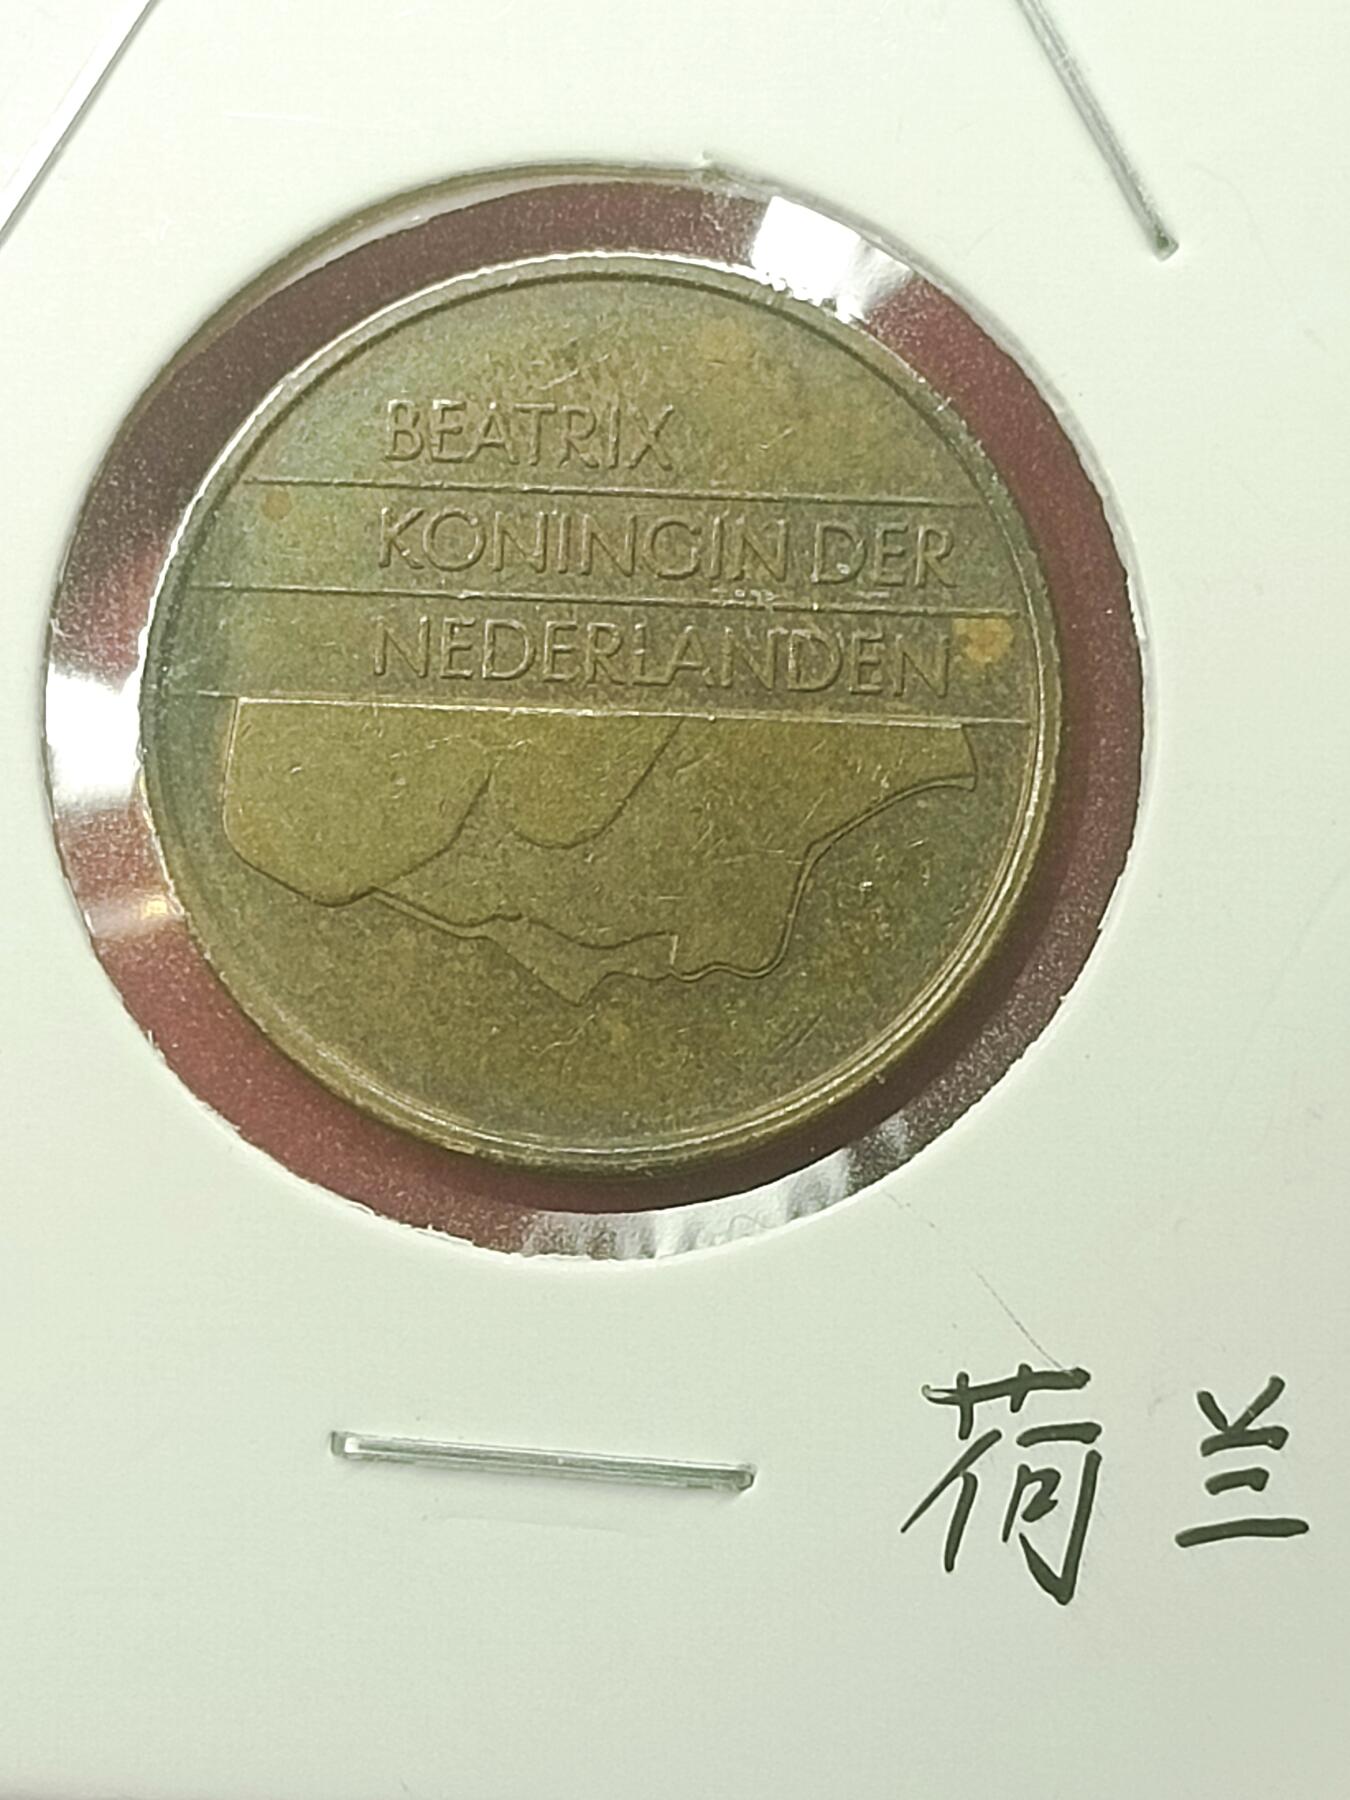 BEATRIX
KONINGIN DER
NEDERLANDEN
荷兰